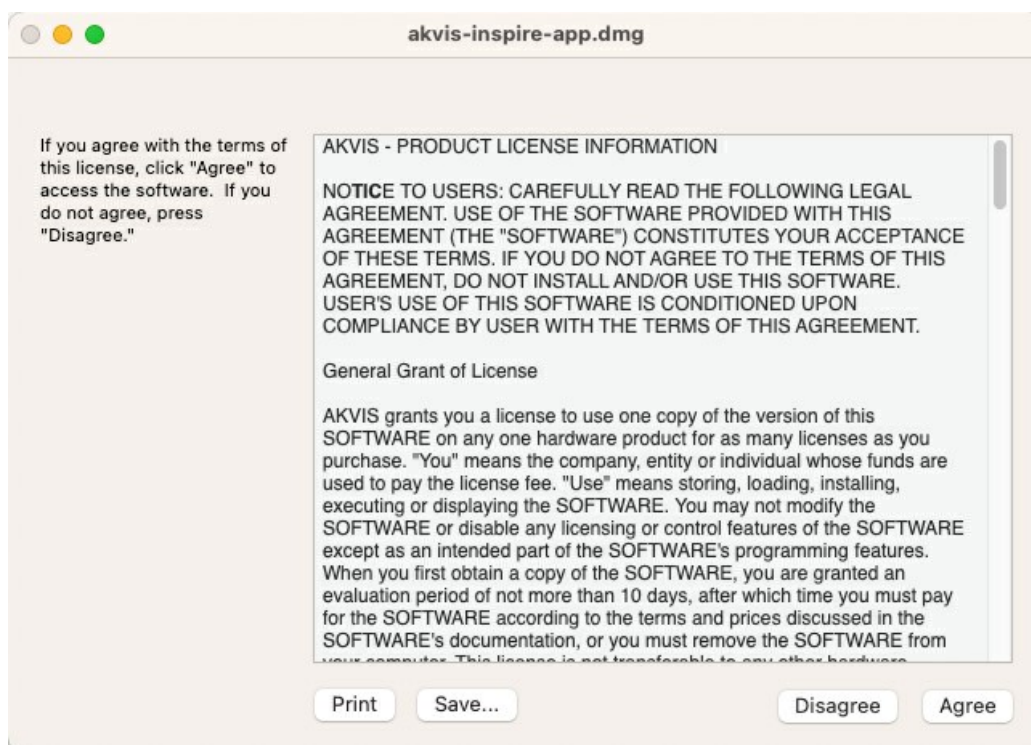 akvis-inspire-app.dmg
If you agree with the terms of
this license, click "Agree" to
access the software.  If you
do not agree, press
"Disagree."
AKVIS - PRODUCT LICENSE INFORMATION
NOTICE TO USERS: CAREFULLY READ THE FOLLOWING LEGAL
AGREEMENT. USE OF THE SOFTWARE PROVIDED WITH THIS
AGREEMENT (THE "SOFTWARE") CONSTITUTES YOUR ACCEPTANCE
OF THESE TERMS. IF YOU DO NOT AGREE TO THE TERMS OF THIS
AGREEMENT, DO NOT INSTALL AND/OR USE THIS SOFTWARE.
USER'S USE OF THIS SOFTWARE IS CONDITIONED UPON
COMPLIANCE BY USER WITH THE TERMS OF THIS AGREEMENT.
General Grant of License
AKVIS grants you a license to use one copy of the version of this
SOFTWARE on any one hardware product for as many licenses as you
purchase. "You" means the company, entity or individual whose funds are
used to pay the license fee. "Use" means storing, loading, installing,
executing or displaying the SOFTWARE. You may not modify the
SOFTWARE or disable any licensing or control features of the SOFTWARE
except as an intended part of the SOFTWARE's programming features.
When you first obtain a copy of the SOFTWARE, you are granted an
evaluation period of not more than 10 days, after which time you must pay
for the SOFTWARE according to the terms and prices discussed in the
SOFTWARE's documentation, or you must remove the SOFTWARE from
your computer. This license is not transferable to any other hardware
Print
Save...
Disagree
Agree